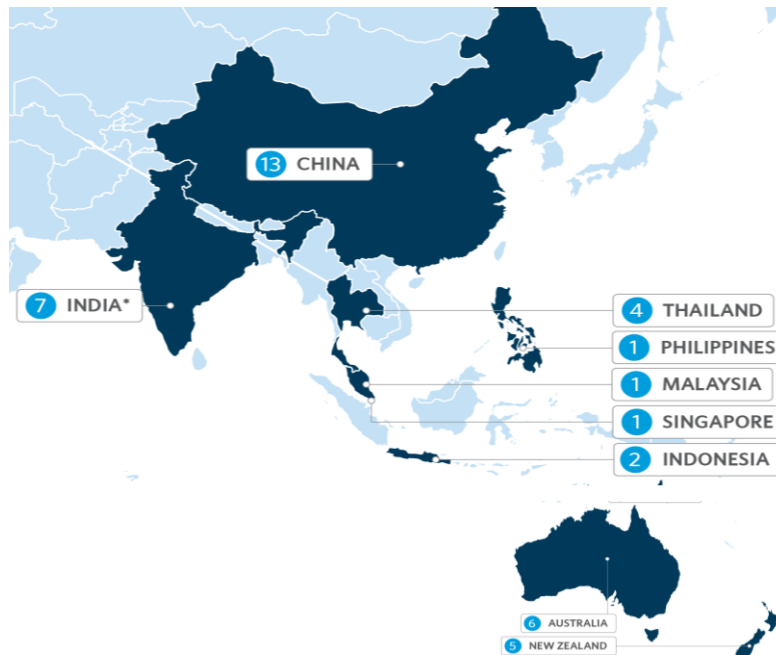 13 CHINA
7 INDIA*
4 THAILAND
1 PHILIPPINES
1 MALAYSIA
1 SINGAPORE
2 INDONESIA
6 AUSTRALIA
5 NEW ZEALAND